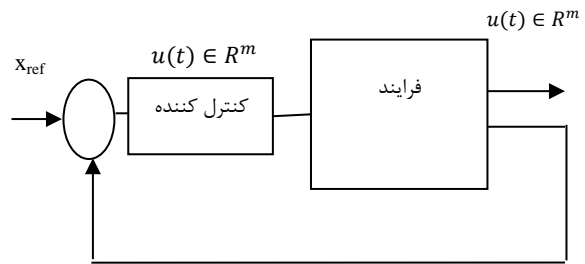 u(t) ∈ R^m
x_ref
u(t) ∈ R^m
فرایند
کنترل کننده